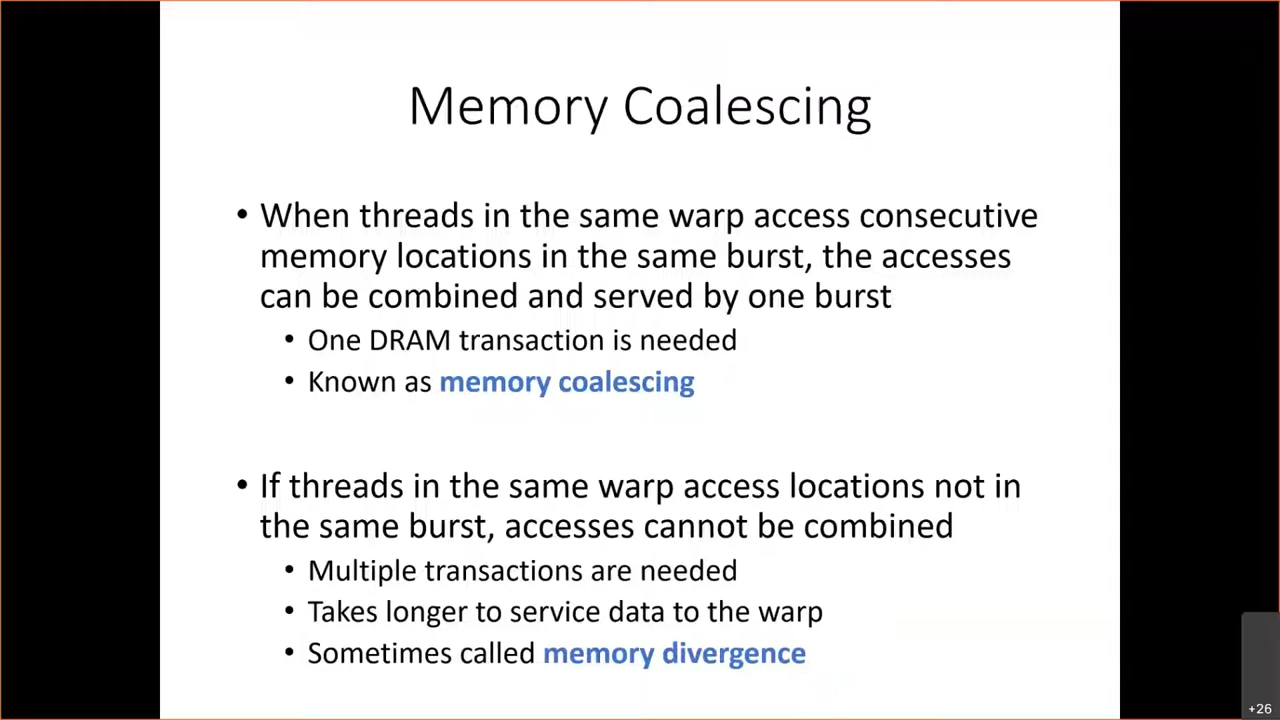 Memory Coalescing
• When threads in the same warp access consecutive
memory locations in the same burst, the accesses
can be combined and served by one burst
• One DRAM transaction is needed
• Known as memory coalescing
• If threads in the same warp access locations not in
the same burst, accesses cannot be combined
• Multiple transactions are needed
• Takes longer to service data to the warp
• Sometimes called memory divergence
+26